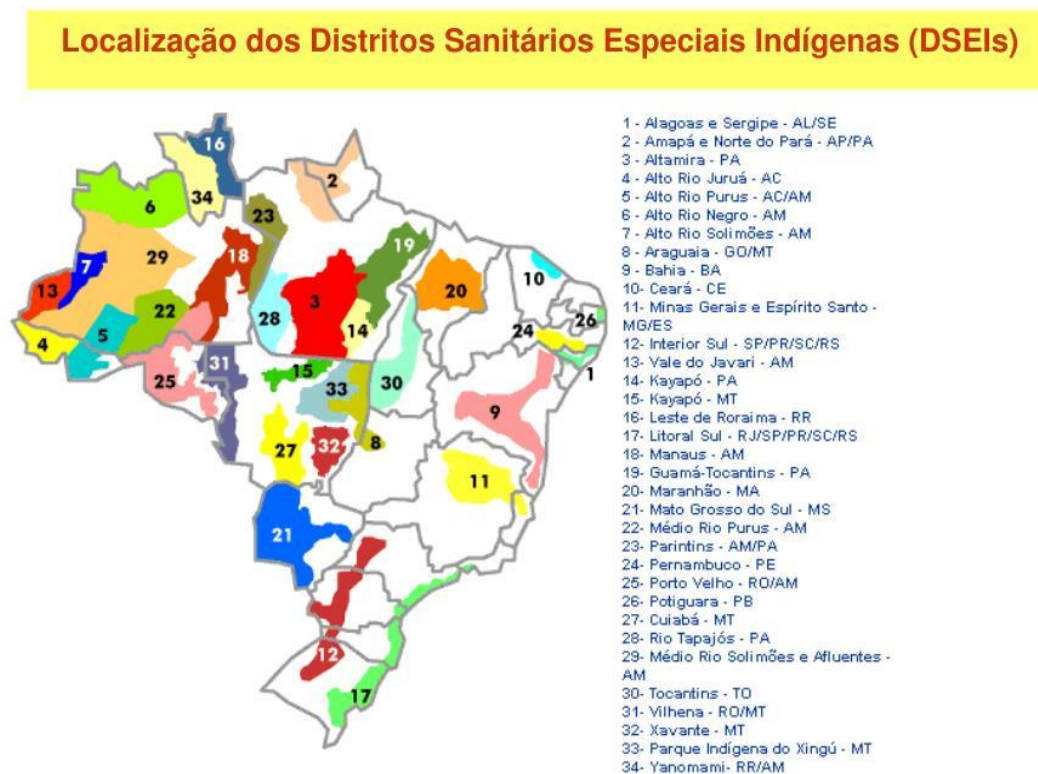 Localização dos Distritos Sanitários Especiais Indígenas (DSEIs)
1 - Alagoas e Sergipe - AL/SE
2 - Amapá e Norte do Pará - AP/PA
3 - Altamira - PA
4 - Alto Rio Juruá - AC
5 - Alto Rio Purus - AC/AM
6 - Alto Rio Negro - AM
7 - Alto Rio Solimões - AM
8 - Araguaia - GO/MT
9 - Bahia - BA
10- Ceará - CE
11- Minas Gerais e Espírito Santo -
MG/ES
12- Interior Sul - SP/PR/SC/RS
13- Vale do Javari - AM
14- Kayapó - PA
15- Kayapó - MT
16- Leste de Roraima - RR
17- Litoral Sul - RJ/SP/PR/SC/RS
18- Manaus - AM
19- Guamá-Tocantins - PA
20- Maranhão - MA
21- Mato Grosso do Sul - MS
22- Médio Rio Purus - AM
23- Parintins - AM/PA
24- Pernambuco - PE
25- Porto Velho - RO/AM
26- Potiguara - PB
27- Cuiabá - MT
28- Rio Tapajós - PA
29- Médio Rio Solimões e Afluentes -
AM
30- Tocantins - TO
31- Vilhena - RO/MT
32- Xavante - MT
33- Parque Indígena do Xingú - MT
34- Yanomami- RR/AM
16
2
34
6
23
19
18
29
7
10
13
20
3
26
22
28
14
24
4
5
15
31
1
25
33
30
9
8
27
32
11
21
12
17